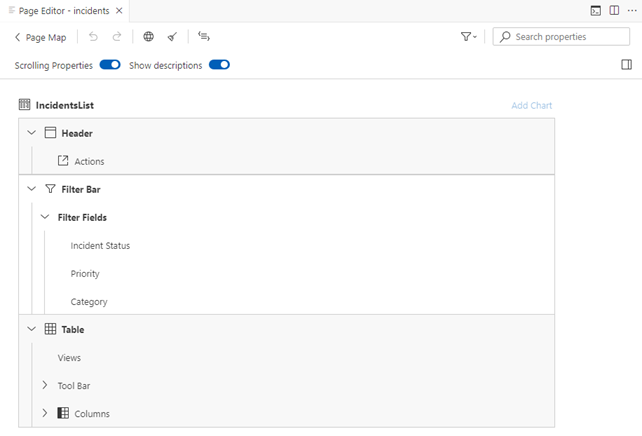 Page Editor - incidents
Page Map
Search properties
Scrolling Properties
Show descriptions
IncidentsList
Add Chart
Header
Actions
Filter Bar
Filter Fields
Incident Status
Priority
Category
Table
Views
Tool Bar
Columns